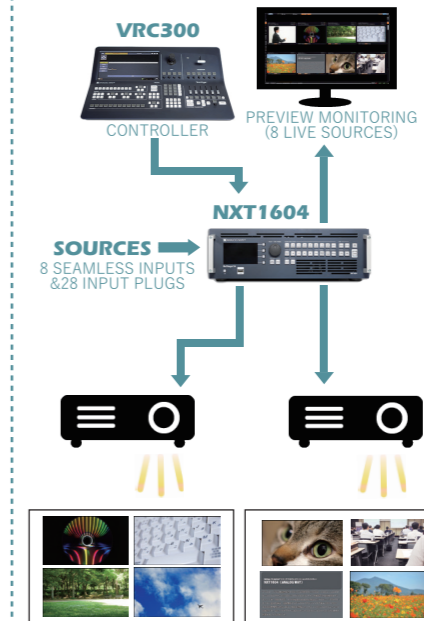 VRC300
CONTROLLER
PREVIEW MONITORING
(8 LIVE SOURCES)
NXT1604
SOURCES
8 SEAMLESS INPUTS
&28 INPUT PLUGS